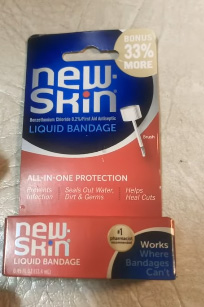 BONUS
33%
MORE
new-
skin®
Benzethonium Chloride 0.2%/First Aid Antiseptic
LIQUID BANDAGE
Brush
ALL-IN-ONE PROTECTION
Prevents Infection
Seals Out Water, Dirt & Germs
Helps Heal Cuts
new-
skin
LIQUID BANDAGE
#1
pharmacist
Works
Where
Bandages
Can't